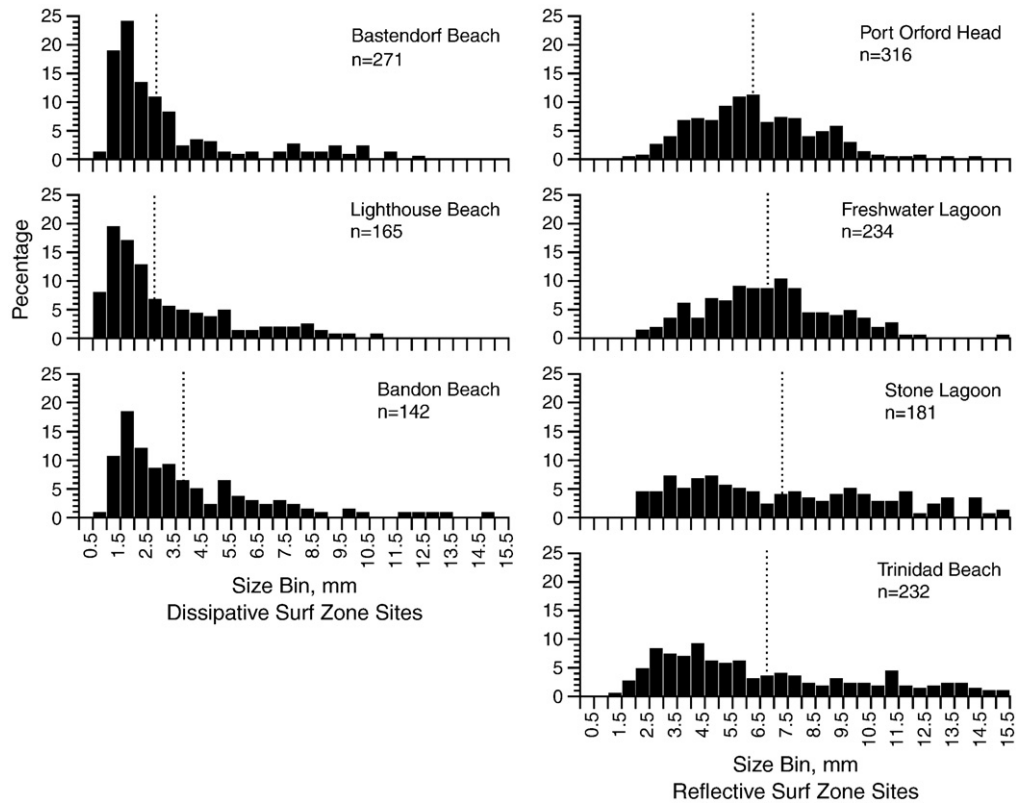 Pecentage
25
20
15
10
5
0
Bastendorf Beach
n=271
25
20
15
10
5
0
Lighthouse Beach
n=165
25
20
15
10
5
0
Bandon Beach
n=142
0.5 1.5 2.5 3.5 4.5 5.5 6.5 7.5 8.5 9.5 10.5 11.5 12.5 13.5 14.5 15.5
Size Bin, mm
Dissipative Surf Zone Sites
25
20
15
10
5
0
Port Orford Head
n=316
25
20
15
10
5
0
Freshwater Lagoon
n=234
25
20
15
10
5
0
Stone Lagoon
n=181
25
20
15
10
5
0
Trinidad Beach
n=232
0.5 1.5 2.5 3.5 4.5 5.5 6.5 7.5 8.5 9.5 10.5 11.5 12.5 13.5 14.5 15.5
Size Bin, mm
Reflective Surf Zone Sites